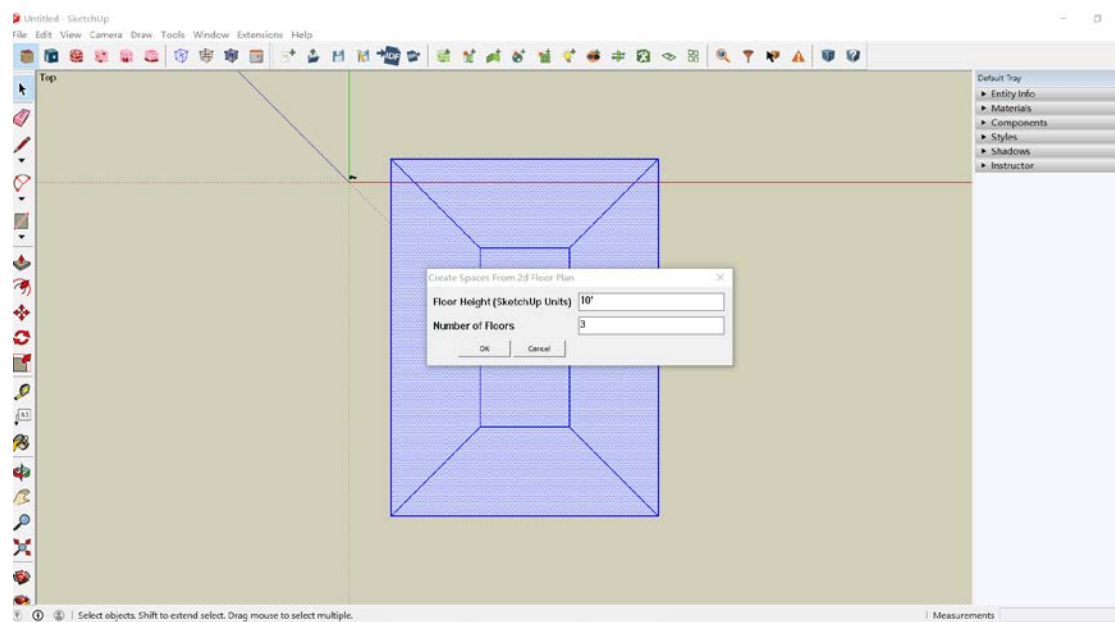 Untitled - SketchUp
File Edit View Camera Draw Tools Window Extensions Help
IDF
Top
Default Tray
Entity Info
Materials
Components
Styles
Shadows
Instructor
Create Spaces From 2d Floor Plan
Floor Height (SketchUp Units) 10'
Number of Floors 3
OK Cancel
A1
Select objects. Shift to extend select. Drag mouse to select multiple.
Measurements